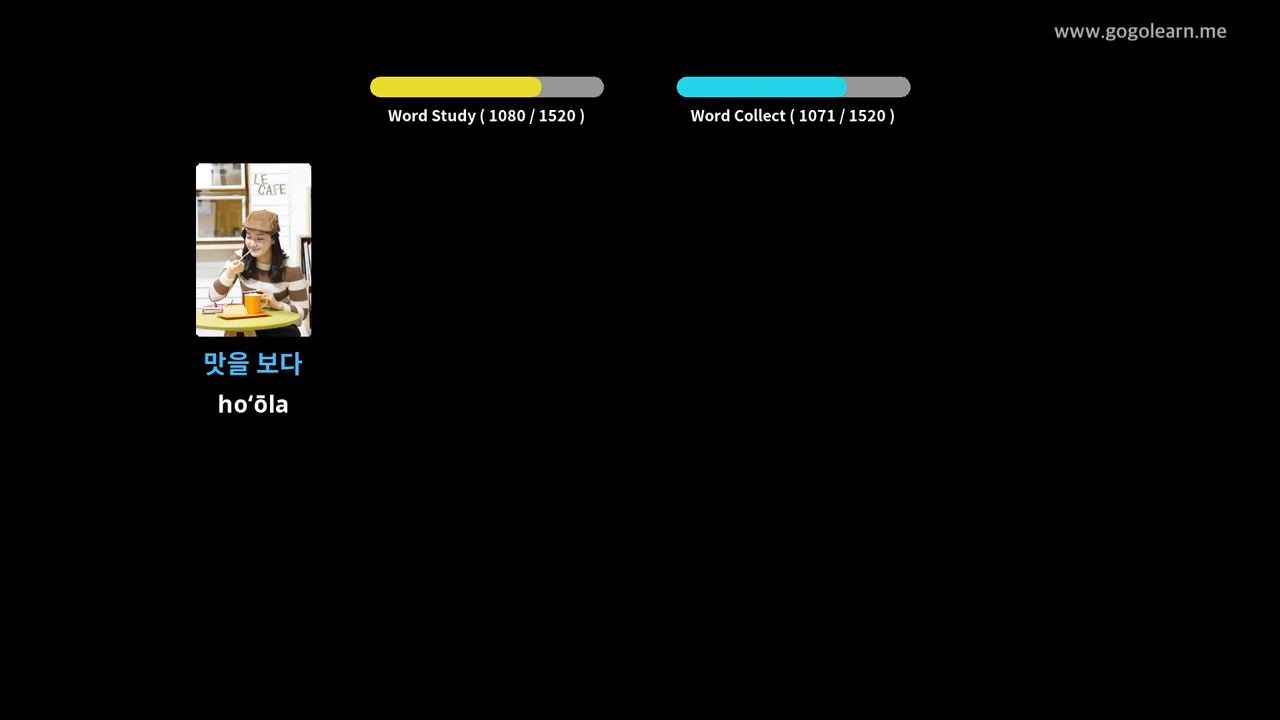 www.gogolearn.me
Word Study ( 1080 / 1520 )
Word Collect ( 1071 / 1520 )
LE
CAFE
맛을 보다
hoʻōla